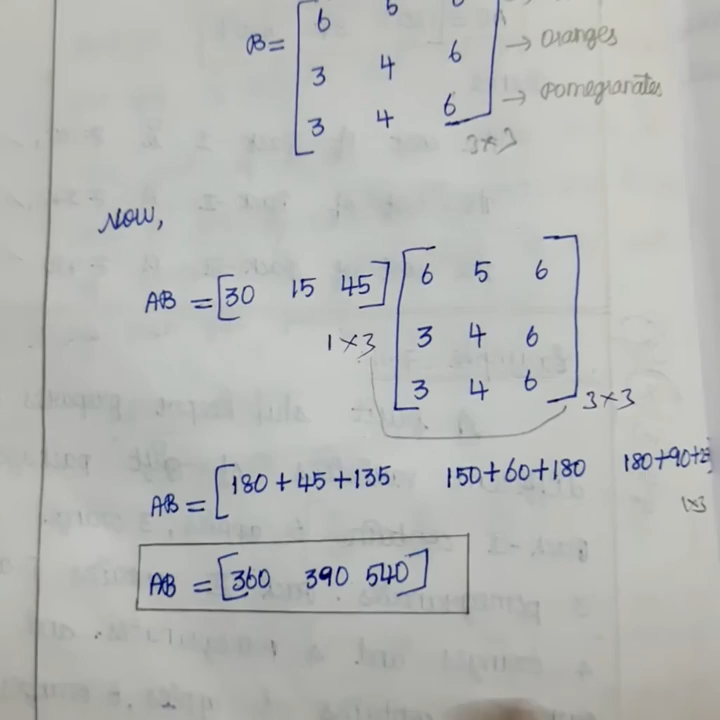 6 5 6
B = 3 4 6 → oranges
3 4 6 → Pomegranates
3×3
Now,
AB = [30 15 45] [6 5 6
1×3 3 4 6
3 4 6] 3×3
AB = [180+45+135 150+60+180 180+90+2
1×3
AB = [360 390 540]